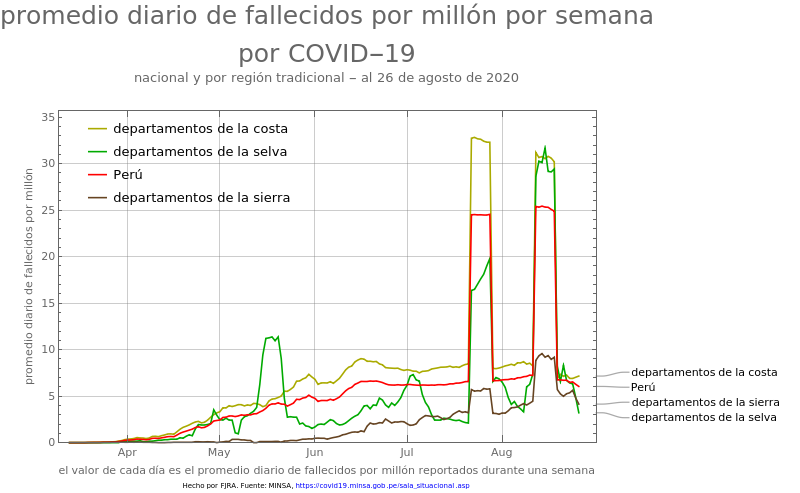 promedio diario de fallecidos por millón por semana
por COVID−19
nacional y por región tradicional − al 26 de agosto de 2020
promedio diario de fallecidos por millón
35
30
25
20
15
10
5
0
departamentos de la costa
departamentos de la selva
Perú
departamentos de la sierra
departamentos de la costa
Perú
departamentos de la sierra
departamentos de la selva
Apr May Jun Jul Aug
el valor de cada día es el promedio diario de fallecidos por millón reportados durante una semana
Hecho por FJRA. Fuente: MINSA, https://covid19.minsa.gob.pe/sala_situacional.asp